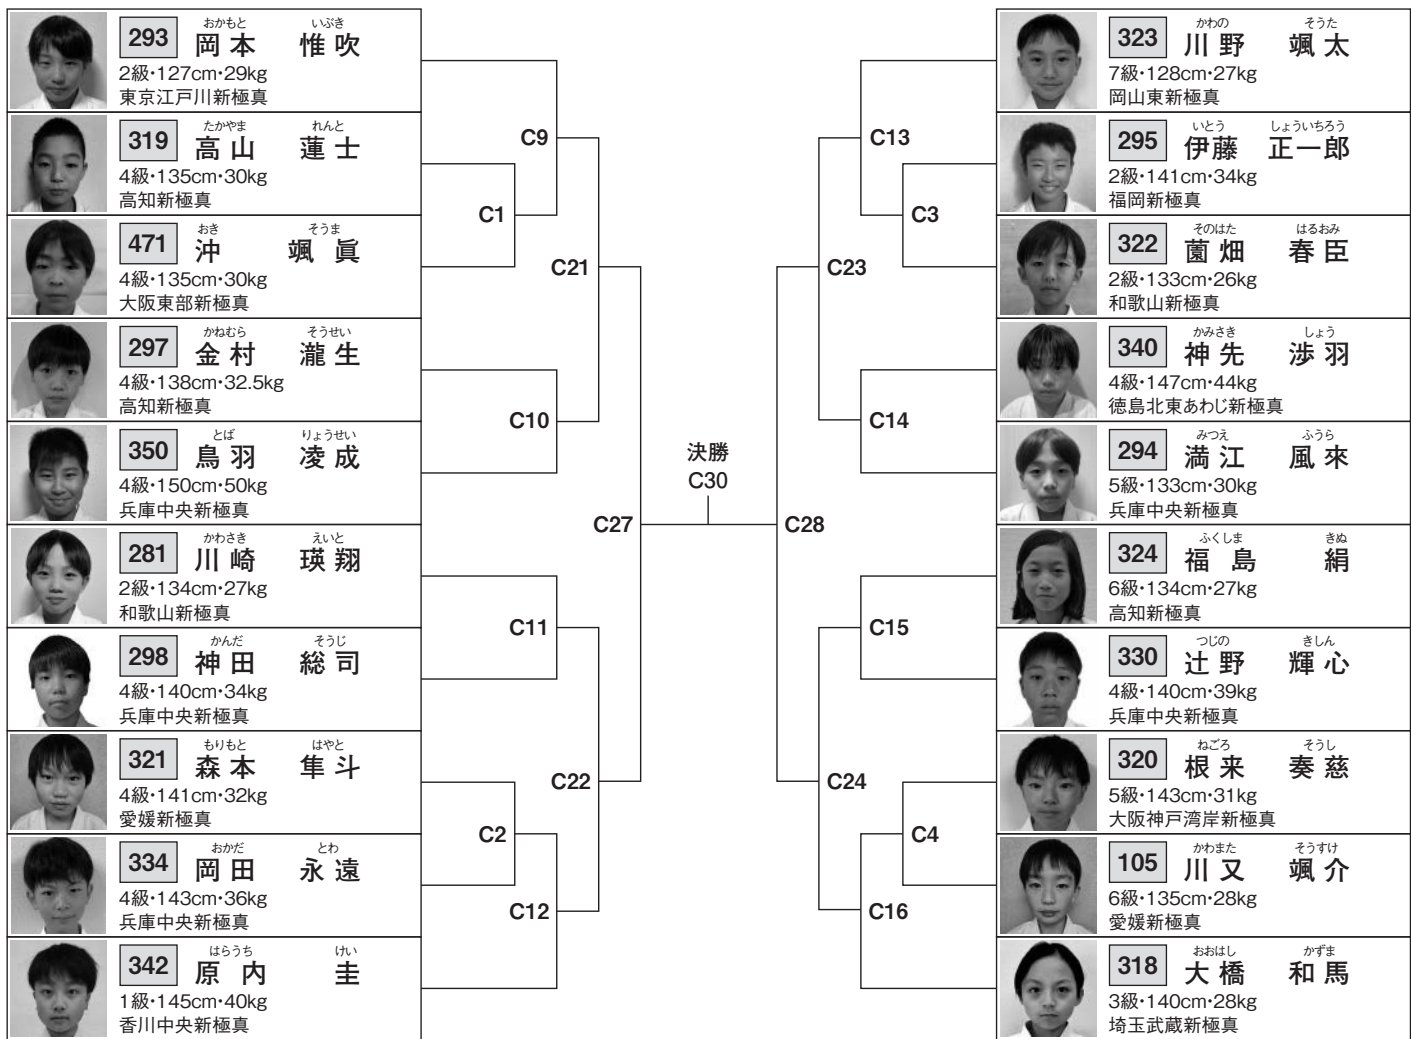 おかもと いぶき
293 岡本 惟吹
2級・127cm・29kg
東京江戸川新極真
たかやま れんと
319 高山 蓮士
4級・135cm・30kg
高知新極真
おき そうま
471 沖 颯眞
4級・135cm・30kg
大阪東部新極真
かねむら そうせい
297 金村 瀧生
4級・138cm・32.5kg
高知新極真
とば りょうせい
350 鳥羽 凌成
4級・150cm・50kg
兵庫中央新極真
かわさき えいと
281 川崎 瑛翔
2級・134cm・27kg
和歌山新極真
かんだ そうじ
298 神田 総司
4級・140cm・34kg
兵庫中央新極真
もりもと はやと
321 森本 隼斗
4級・141cm・32kg
愛媛新極真
おかだ とわ
334 岡田 永遠
4級・143cm・36kg
兵庫中央新極真
はらうち けい
342 原内 圭
1級・145cm・40kg
香川中央新極真
C9
C1
C21
C10
C27
C11
C22
C2
C12
決勝
C30
C13
C3
C23
C14
C28
C15
C24
C4
C16
かわの そうた
323 川野 颯太
7級・128cm・27kg
岡山東新極真
いとう しょういちろう
295 伊藤 正一郎
2級・141cm・34kg
福岡新極真
そのはた はるおみ
322 薗畑 春臣
2級・133cm・26kg
和歌山新極真
かみさき しょう
340 神先 渉羽
4級・147cm・44kg
徳島北東あわじ新極真
みつえ ふうら
294 満江 風來
5級・133cm・30kg
兵庫中央新極真
ふくしま きぬ
324 福島 絹
6級・134cm・27kg
高知新極真
つじの きしん
330 辻野 輝心
4級・140cm・39kg
兵庫中央新極真
ねごろ そうし
320 根来 奏慈
5級・143cm・31kg
大阪神戸湾岸新極真
かわまた そうすけ
105 川又 颯介
6級・135cm・28kg
愛媛新極真
おおはし かずま
318 大橋 和馬
3級・140cm・28kg
埼玉武蔵新極真